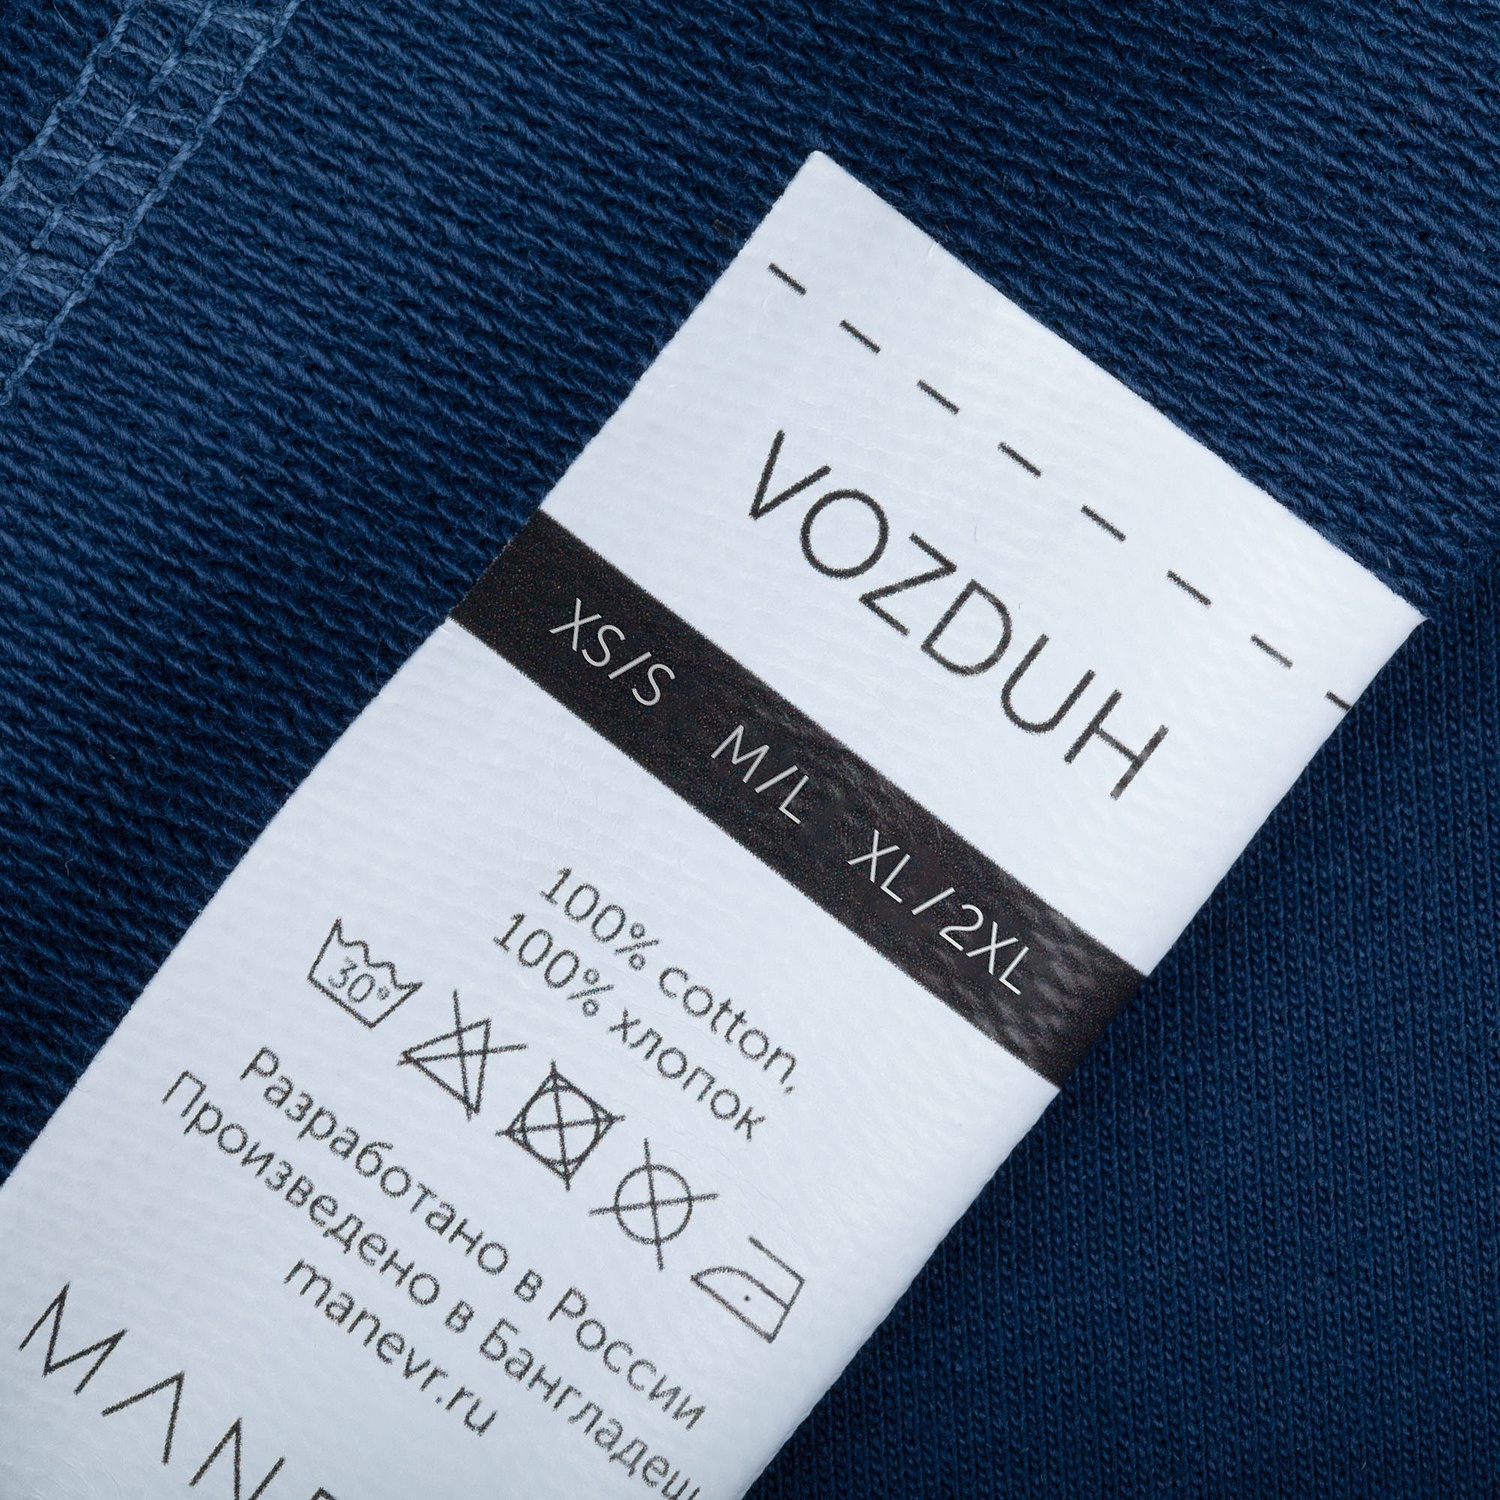 VOZDUH
XS/S M/L XL/2XL
100% cotton,
100% хлопок
30°
Разработано в России
Произведено в Бангладеш
manevr.ru